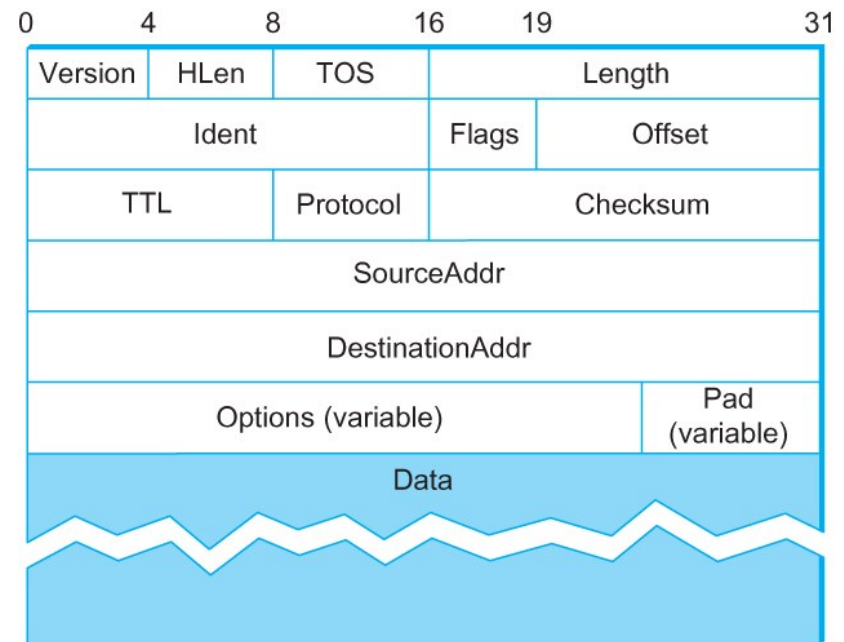 0 4 8 16 19 31
Version HLen TOS Length
Ident Flags Offset
TTL Protocol Checksum
SourceAddr
DestinationAddr
Options (variable) Pad
(variable)
Data